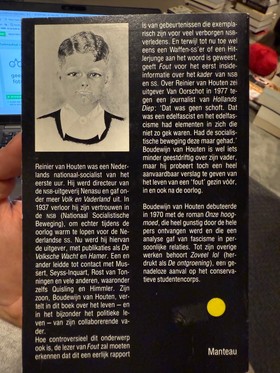 Reinier van Houten was een Neder-
lands nationaal-socialist van het
eerste uur. Hij werd directeur van
de NSB-uitgeverij Nenasu en gaf on-
der meer Volk en Vaderland uit. In
1937 verloor hij zijn vertrouwen in
de NSB (Nationaal Socialistische
Beweging), om echter tijdens de
oorlog warm te lopen voor de Ne-
derlandse SS. Nu werd hij hiervan
de uitgever, met publikaties als De
Volksche Wacht en Hamer. Een en
ander leidde tot contact met Mus-
sert, Seyss-Inquart, Rost van Ton-
ningen en vele anderen, waaronder
zelfs Quisling en Himmler. Zijn
zoon, Boudewijn van Houten, ver-
telt in dit boek over het leven – en
in het bijzonder het politieke le-
ven – van zijn collaborerende va-
der.
Hoe controversieel dit onderwerp
ook is, de lezer van Fout zal moeten
erkennen dat dit een eerlijk rapport
is van gebeurtenissen die exempla-
risch zijn voor veel verborgen NSB-
verledens. En terwijl tot nu toe wel
eens een Waffen-SS'er of een Hit-
lerjunge aan het woord is geweest,
geeft Fout voor het eerst inside-
informatie over het kader van NSB
en SS. Over Reinier van Houten zei
uitgever Van Oorschot in 1977 te-
gen een journalist van Hollands
Diep: 'Dat was geen schoft. Dat
was een edelfascist en het edelfas-
cisme had elementen in zich die
niet zo gek waren. Had de socialis-
tische beweging deze maar gehad.'
Boudewijn van Houten is wel iets
minder geestdriftig over zijn vader,
maar hij probeert toch een heel
aanvaardbaar verslag te geven van
het leven van een 'fout' gezin vóór,
in en ook na de oorlog.
Boudewijn van Houten debuteerde
in 1970 met de roman Onze hoog-
moed, die heel gunstig door de hele
pers ontvangen werd en die een
analyse gaf van fascisme in per-
soonlijke relaties. Tot zijn overige
werken behoort Zoveel lol (her-
drukt als De ontgroening), een ge-
nadeloze aanval op het conserva-
tieve studentencorps.
Manteau